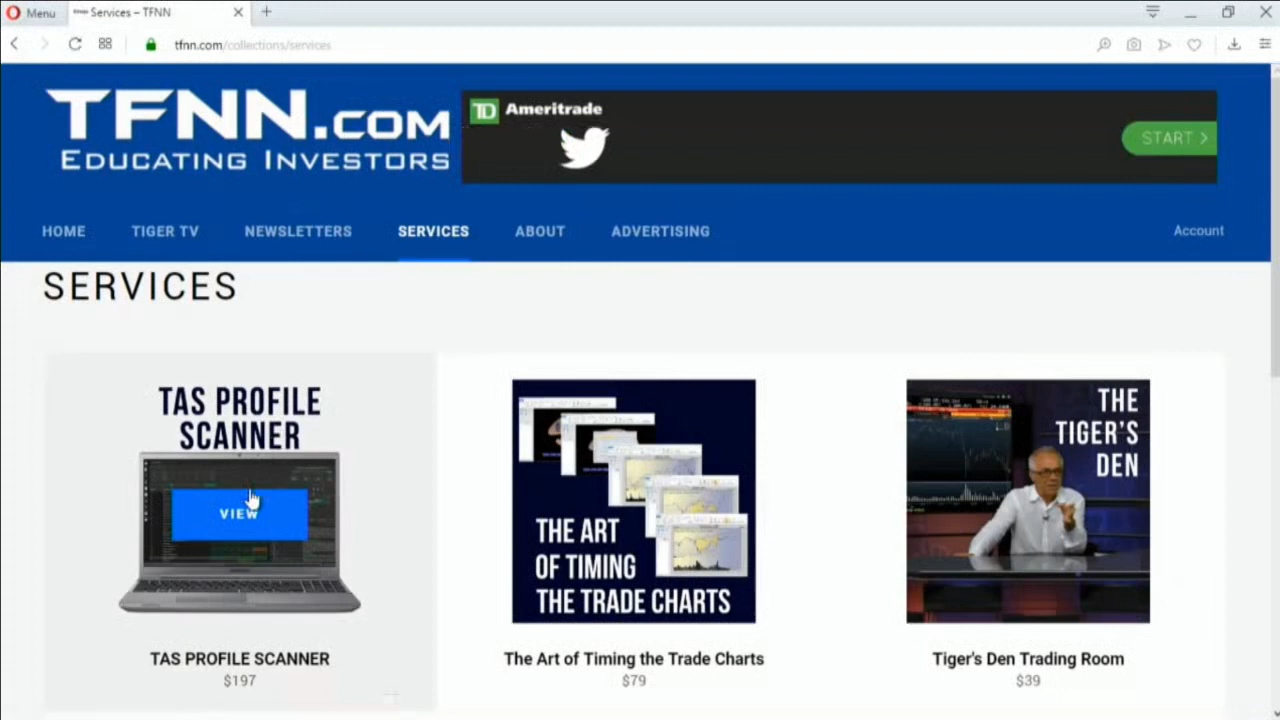 Menu
Services – TFNN
tfnn.com/collections/services
TFNN.COM
EDUCATING INVESTORS
TD Ameritrade
START >
HOME
TIGER TV
NEWSLETTERS
SERVICES
ABOUT
ADVERTISING
Account
SERVICES
TAS PROFILE
SCANNER
VIEW
TAS PROFILE SCANNER
$197
THE ART
OF TIMING
THE TRADE CHARTS
The Art of Timing the Trade Charts
$79
THE
TIGER'S
DEN
Tiger's Den Trading Room
$39